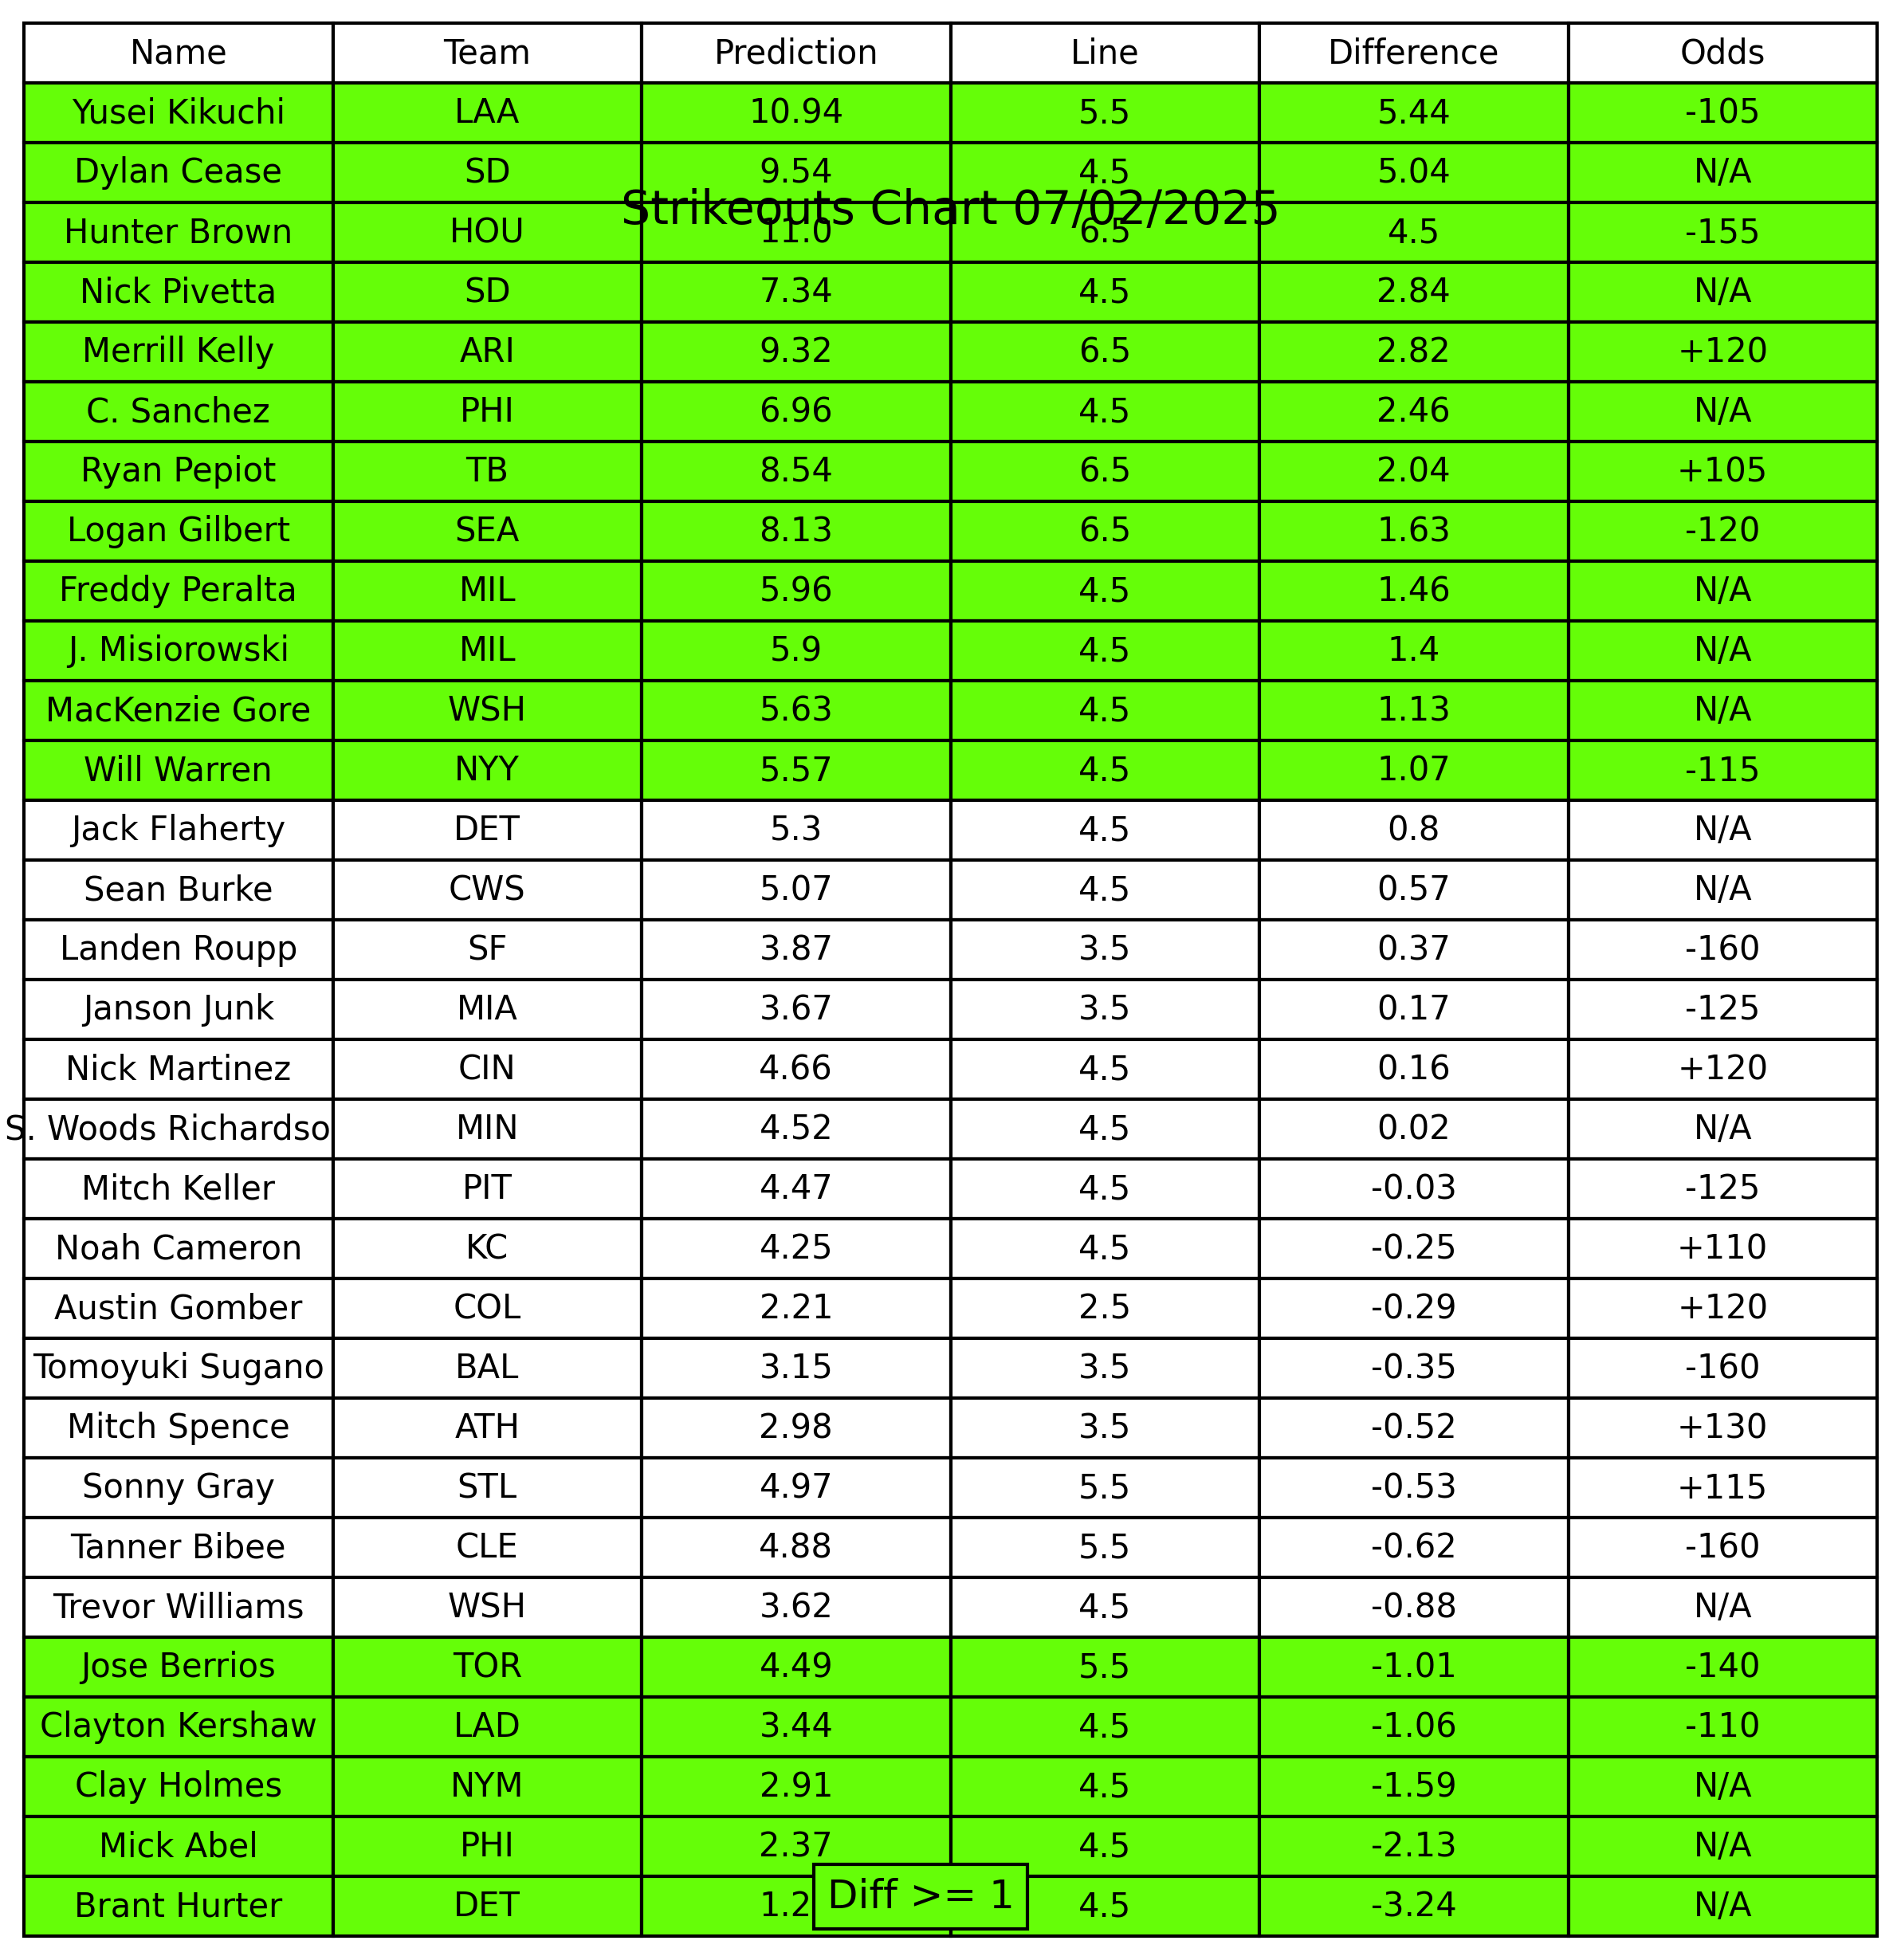 Name Team Prediction Line Difference Odds
Yusei Kikuchi LAA 10.94 5.5 5.44 -105
Dylan Cease SD 9.54 4.5 5.04 N/A
Strikeouts Chart 07/02/2025
Hunter Brown HOU 11.0 6.5 4.5 -155
Nick Pivetta SD 7.34 4.5 2.84 N/A
Merrill Kelly ARI 9.32 6.5 2.82 +120
C. Sanchez PHI 6.96 4.5 2.46 N/A
Ryan Pepiot TB 8.54 6.5 2.04 +105
Logan Gilbert SEA 8.13 6.5 1.63 -120
Freddy Peralta MIL 5.96 4.5 1.46 N/A
J. Misiorowski MIL 5.9 4.5 1.4 N/A
MacKenzie Gore WSH 5.63 4.5 1.13 N/A
Will Warren NYY 5.57 4.5 1.07 -115
Jack Flaherty DET 5.3 4.5 0.8 N/A
Sean Burke CWS 5.07 4.5 0.57 N/A
Landen Roupp SF 3.87 3.5 0.37 -160
Janson Junk MIA 3.67 3.5 0.17 -125
Nick Martinez CIN 4.66 4.5 0.16 +120
S. Woods Richardso MIN 4.52 4.5 0.02 N/A
Mitch Keller PIT 4.47 4.5 -0.03 -125
Noah Cameron KC 4.25 4.5 -0.25 +110
Austin Gomber COL 2.21 2.5 -0.29 +120
Tomoyuki Sugano BAL 3.15 3.5 -0.35 -160
Mitch Spence ATH 2.98 3.5 -0.52 +130
Sonny Gray STL 4.97 5.5 -0.53 +115
Tanner Bibee CLE 4.88 5.5 -0.62 -160
Trevor Williams WSH 3.62 4.5 -0.88 N/A
Jose Berrios TOR 4.49 5.5 -1.01 -140
Clayton Kershaw LAD 3.44 4.5 -1.06 -110
Clay Holmes NYM 2.91 4.5 -1.59 N/A
Mick Abel PHI 2.37 4.5 -2.13 N/A
Brant Hurter DET 1.2 4.5 -3.24 N/A
Diff >= 1